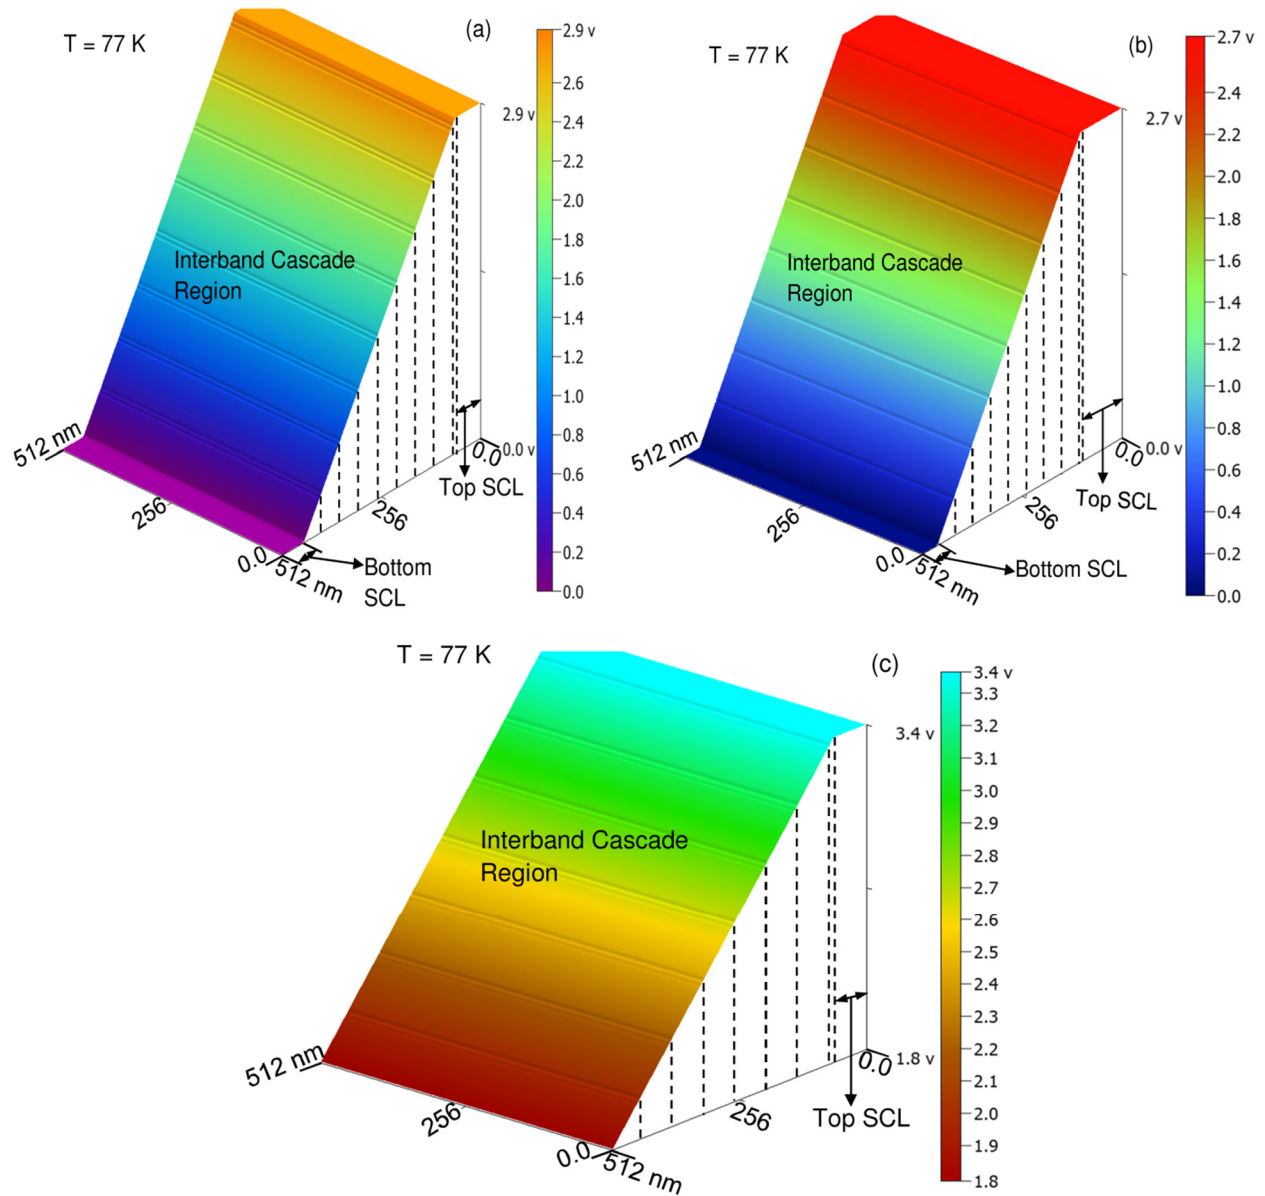 T = 77 K
(a)
2.9 v
2.6
2.4
2.2
2.0
1.8
1.6
1.4
1.2
1.0
0.8
0.6
0.4
0.2
0.0
2.9 v
0.0 v
Interband Cascade
Region
512 nm
256
0.0
512 nm
256
0.0
Top SCL
Bottom
SCL
T = 77 K
(b)
2.7 v
2.4
2.2
2.0
1.8
1.6
1.4
1.2
1.0
0.8
0.6
0.4
0.2
0.0
2.7 v
0.0 v
Interband Cascade
Region
512 nm
256
0.0
512 nm
256
0.0
Top SCL
Bottom SCL
T = 77 K
(c)
3.4 v
3.3
3.2
3.1
3.0
2.9
2.8
2.7
2.6
2.5
2.4
2.3
2.2
2.1
2.0
1.9
1.8
3.4 v
1.8 v
Interband Cascade
Region
512 nm
256
0.0
512 nm
256
0.0
Top SCL